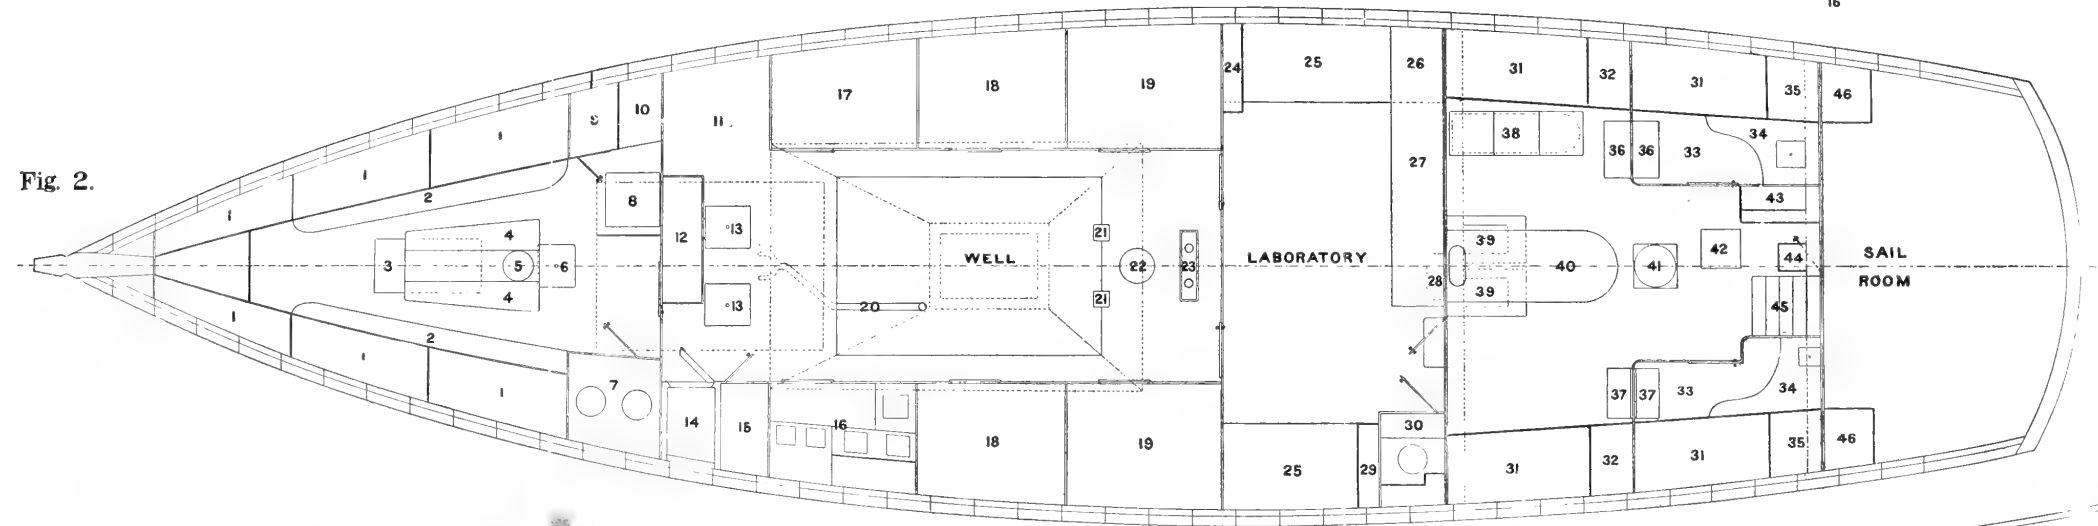 16
Fig. 2.
24 25 26 31 32 31 35 46
17 18 19
1 9 10 11.
38 36 36 33 34
1 27
1 2 8 43
4 12 13 21 39 42
3 5 6 WELL 22 23 LABORATORY 28 40 41 44 SAIL
ROOM
4 13 20 21 39 45
1 2
1 7 37 37 33 34
1 14 15 16 18 19 30
25 29 31 32 31 35 46